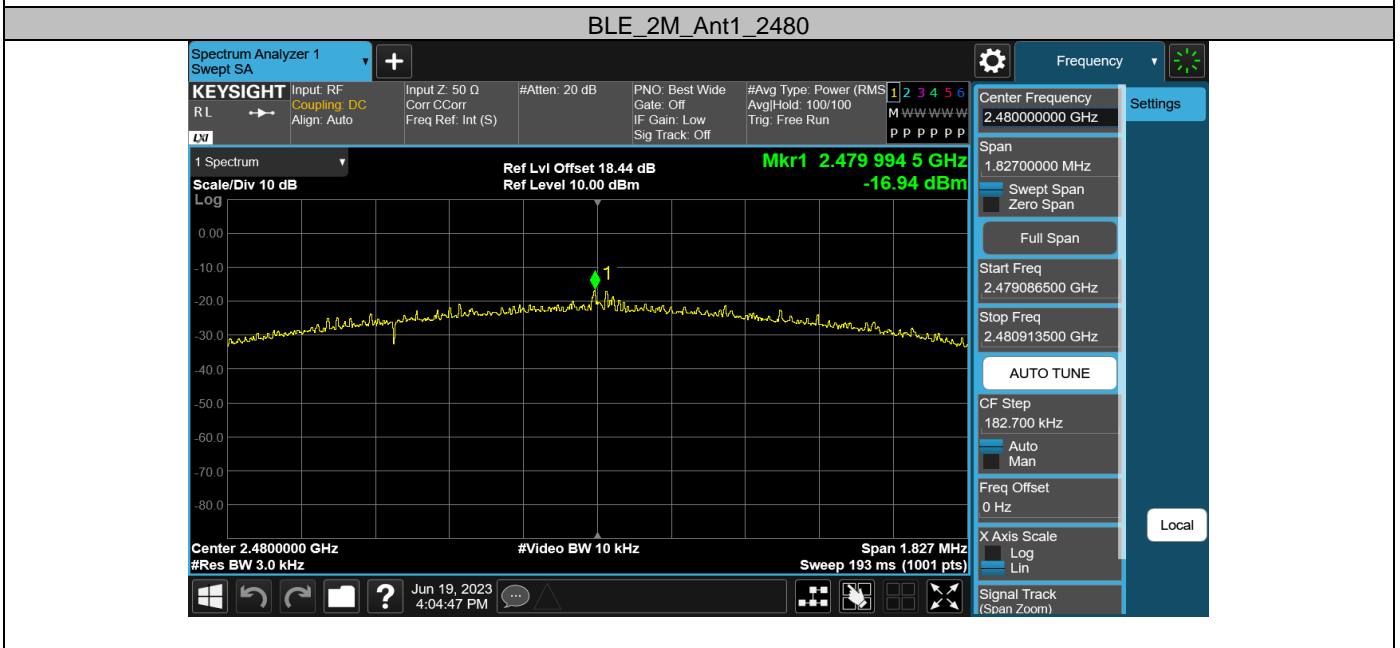 BLE_2M_Ant1_2480
Spectrum Analyzer 1
Swept SA
Frequency
KEYSIGHT
RL
LXI
Input: RF
Coupling: DC
Align: Auto
Input Z: 50 Ω
Corr CCorr
Freq Ref: Int (S)
#Atten: 20 dB
PNO: Best Wide
Gate: Off
IF Gain: Low
Sig Track: Off
#Avg Type: Power (RMS
Avg|Hold: 100/100
Trig: Free Run
1 2 3 4 5 6
M W W W W W
P P P P P P
1 Spectrum
Scale/Div 10 dB
Ref Lvl Offset 18.44 dB
Ref Level 10.00 dBm
Mkr1 2.479 994 5 GHz
-16.94 dBm
Log
0.00
-10.0
-20.0
-30.0
-40.0
-50.0
-60.0
-70.0
-80.0
1
Center 2.4800000 GHz
#Res BW 3.0 kHz
#Video BW 10 kHz
Span 1.827 MHz
Sweep 193 ms (1001 pts)
Jun 19, 2023
4:04:47 PM
Center Frequency
2.480000000 GHz
Span
1.82700000 MHz
Swept Span
Zero Span
Full Span
Start Freq
2.479086500 GHz
Stop Freq
2.480913500 GHz
AUTO TUNE
CF Step
182.700 kHz
Auto
Man
Freq Offset
0 Hz
X Axis Scale
Log
Lin
Signal Track
(Span Zoom)
Settings
Local